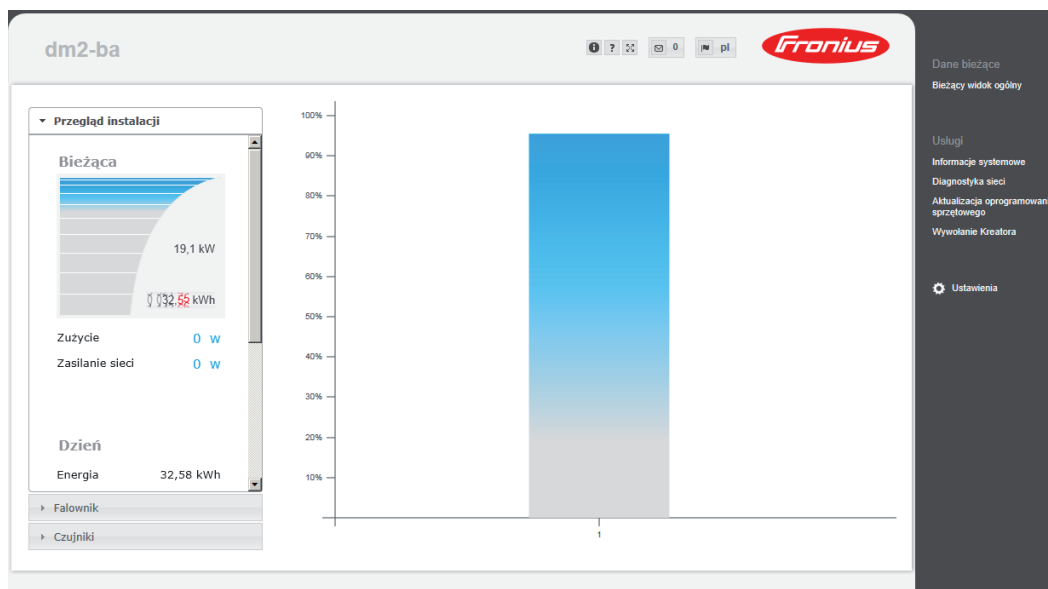 dm2-ba
i ? 0 pl
Fronius
Przegląd instalacji
Bieżąca
19,1 kW
kWh
Zużycie 0 W
Zasilanie sieci 0 W
Dzień
Energia 32,58 kWh
Falownik
Czujniki
100%
90%
80%
70%
60%
50%
40%
30%
20%
10%
1
Dane bieżące
Bieżący widok ogólny
Usługi
Informacje systemowe
Diagnostyka sieci
Aktualizacja oprogramowani
sprzętowego
Wywołanie Kreatora
Ustawienia